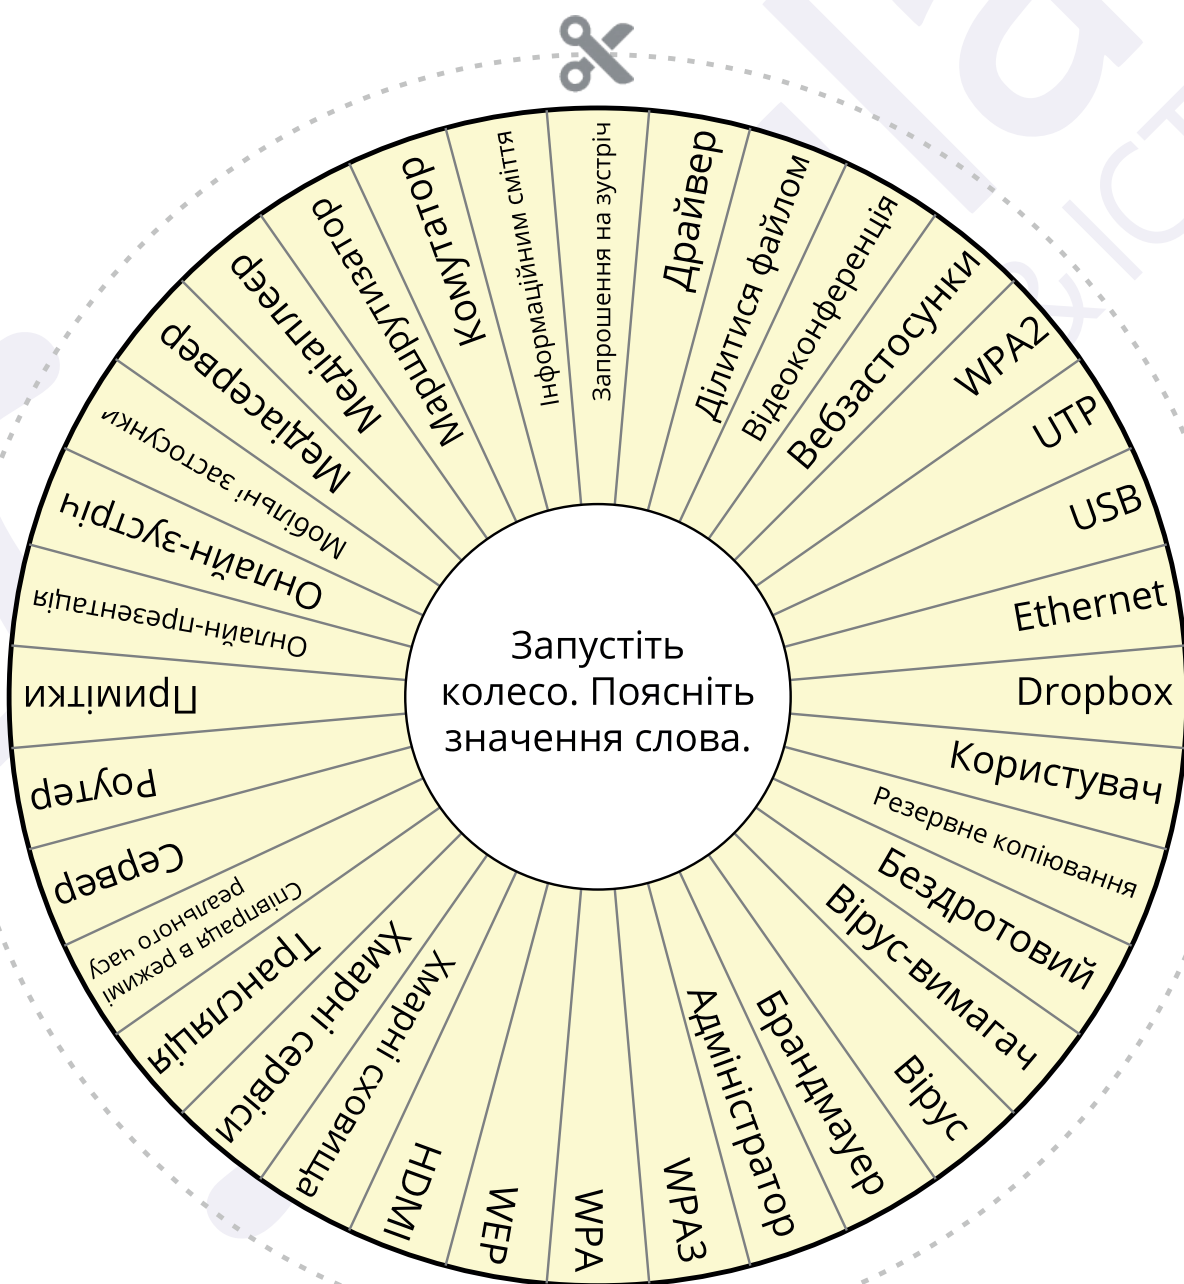 Запрошення на зустріч
Драйвер
Ділитися файлом
Відеоконференція
Вебзастосунки
WPA2
UTP
USB
Ethernet
Dropbox
Користувач
Резервне копіювання
Бездротовий
Вірус-вимагач
Вірус
Брандмауер
Адміністратор
WPA3
WPA
WEP
HDMI
Хмарні сховища
Хмарні сервіси
Трансляція
Співпраця в режимі
реального часу
Сервер
Роутер
Примітки
Онлайн-презентація
Онлайн-зустріч
Мобільні застосунки
Медіасервер
Медіаплеєр
Маршрутизатор
Комутатор
Інформаційним сміття
Запустіть
колесо. Поясніть
значення слова.